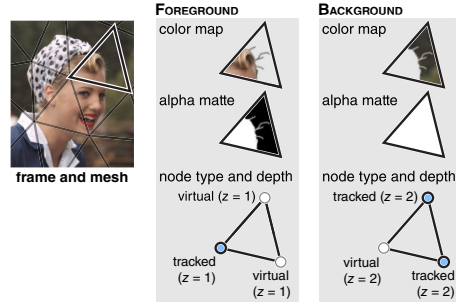 FOREGROUND
color map
alpha matte
node type and depth
virtual (z = 1)
tracked
(z = 1)
virtual
(z = 1)
BACKGROUND
color map
alpha matte
node type and depth
tracked (z = 2)
virtual
(z = 2)
tracked
(z = 2)
frame and mesh